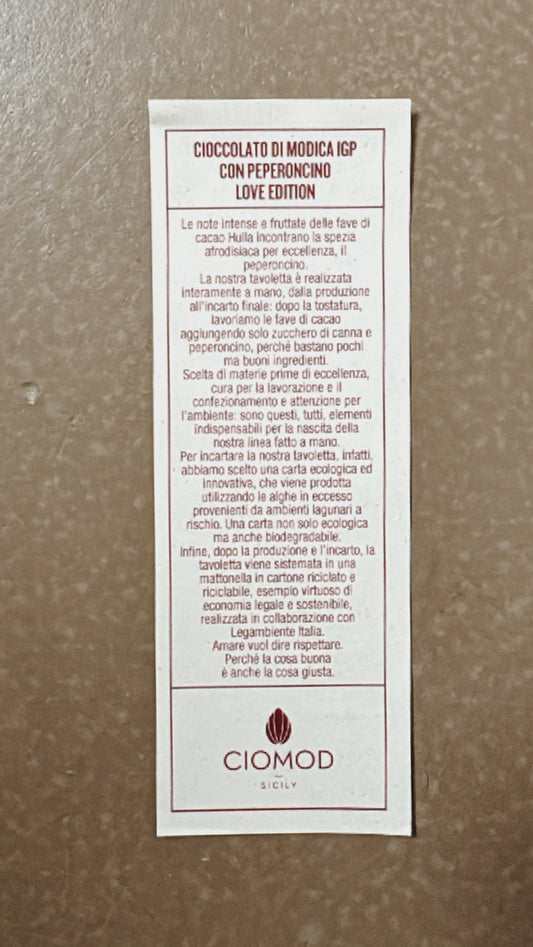 CIOCCOLATO DI MODICA IGP
CON PEPERONCINO
LOVE EDITION
Le note intense e fruttate delle fave di
cacao Huila incontrano la spezia
afrodisiaca per eccellenza, il
peperoncino.
La nostra tavoletta è realizzata
interamente a mano, dalla produzione
all'incarto finale: dopo la tostatura,
lavoriamo le fave di cacao
aggiungendo solo zucchero di canna e
peperoncino, perché bastano pochi
ma buoni ingredienti.
Scelta di materie prime di eccellenza,
cura per la lavorazione e il
confezionamento e attenzione per
l'ambiente: sono questi, tutti, elementi
indispensabili per la nascita della
nostra linea fatto a mano.
Per incartare la nostra tavoletta, infatti,
abbiamo scelto una carta ecologica ed
innovativa, che viene prodotta
utilizzando le alghe in eccesso
provenienti da ambienti lagunari a
rischio. Una carta non solo ecologica
ma anche biodegradabile.
Infine, dopo la produzione e l'incarto, la
tavoletta viene sistemata in una
mattonella in cartone riciclato e
riciclabile, esempio virtuoso di
economia legale e sostenibile,
realizzata in collaborazione con
Legambiente Italia.
Amare vuol dire rispettare.
Perché la cosa buona
è anche la cosa giusta.
CIOMOD
SICILY